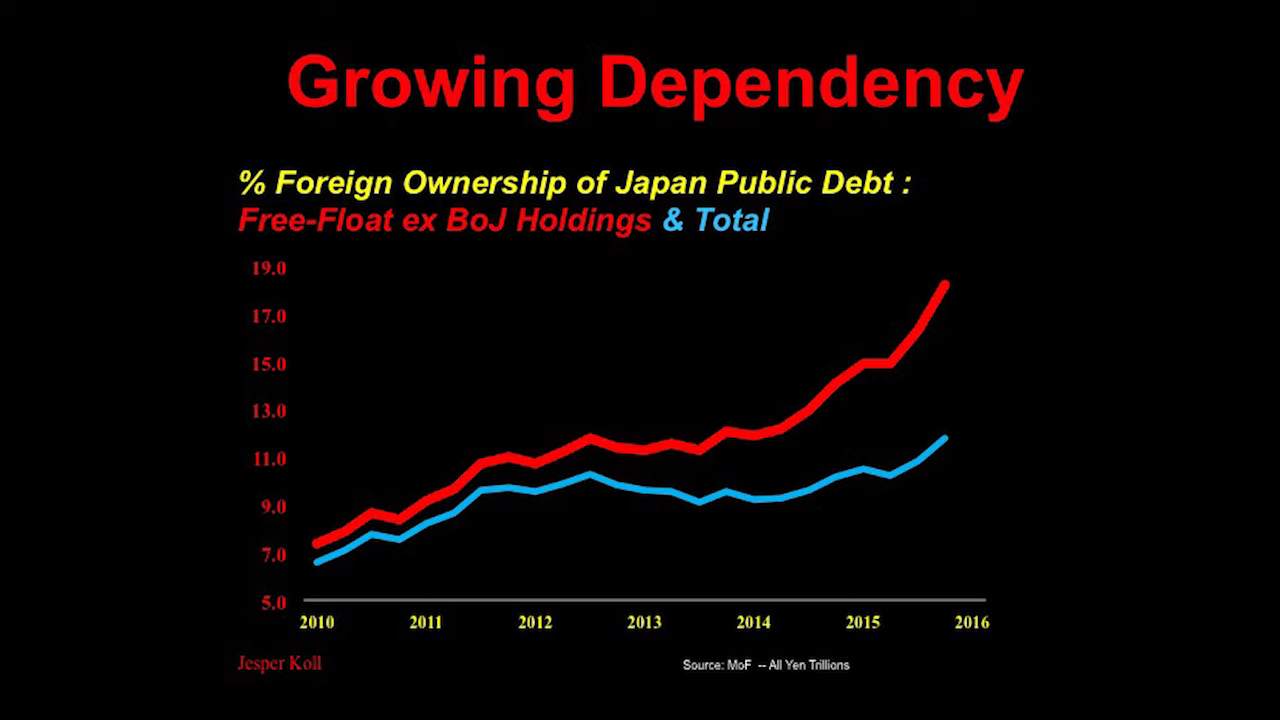 Growing Dependency
% Foreign Ownership of Japan Public Debt :
Free-Float ex BoJ Holdings & Total
19.0
17.0
15.0
13.0
11.0
9.0
7.0
5.0
2010 2011 2012 2013 2014 2015 2016
Jesper Koll
Source: MoF -- All Yen Trillions